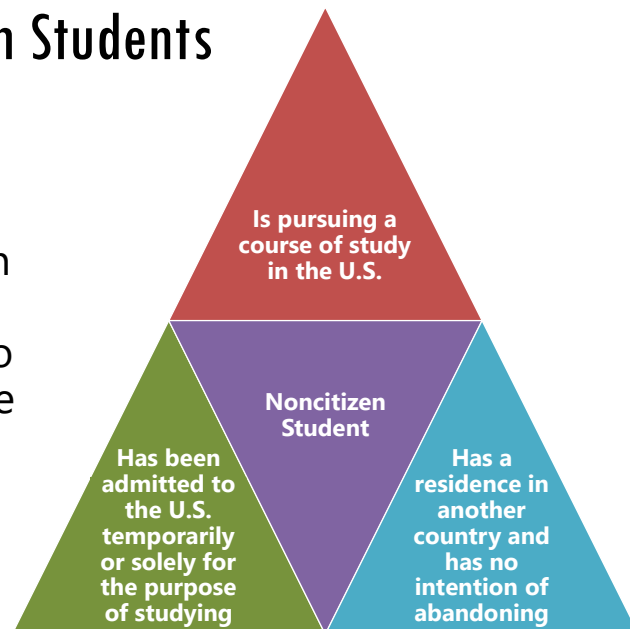 n Students
n
o
e
Is pursuing a
course of study
in the U.S.
Noncitizen
Student
Has been
admitted to
the U.S.
temporarily
or solely for
the purpose
of studying
Has a
residence in
another
country and
has no
intention of
abandoning